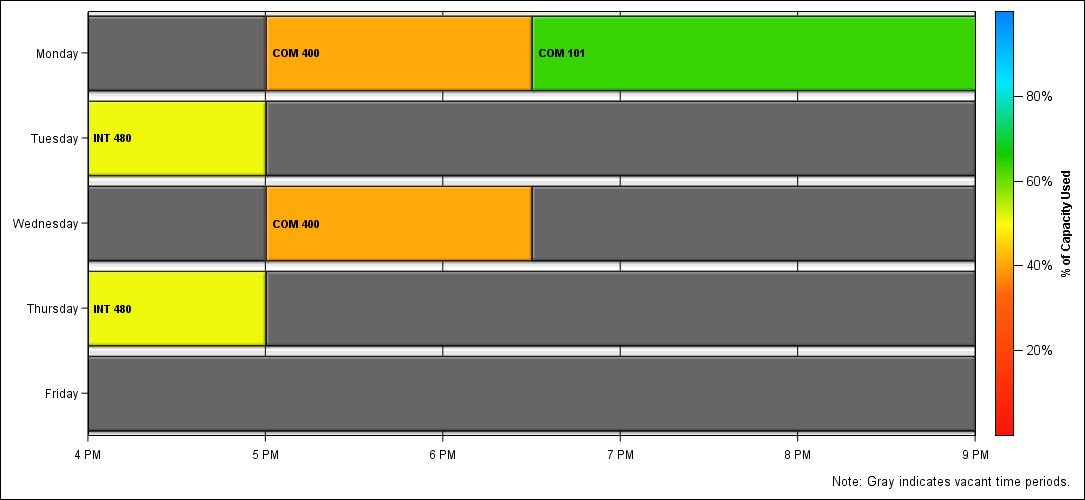 Monday
COM 400
COM 101
Tuesday
INT 480
Wednesday
COM 400
Thursday
INT 480
Friday
4 PM
5 PM
6 PM
7 PM
8 PM
9 PM
80%
60%
40%
20%
% of Capacity Used
Note: Gray indicates vacant time periods.